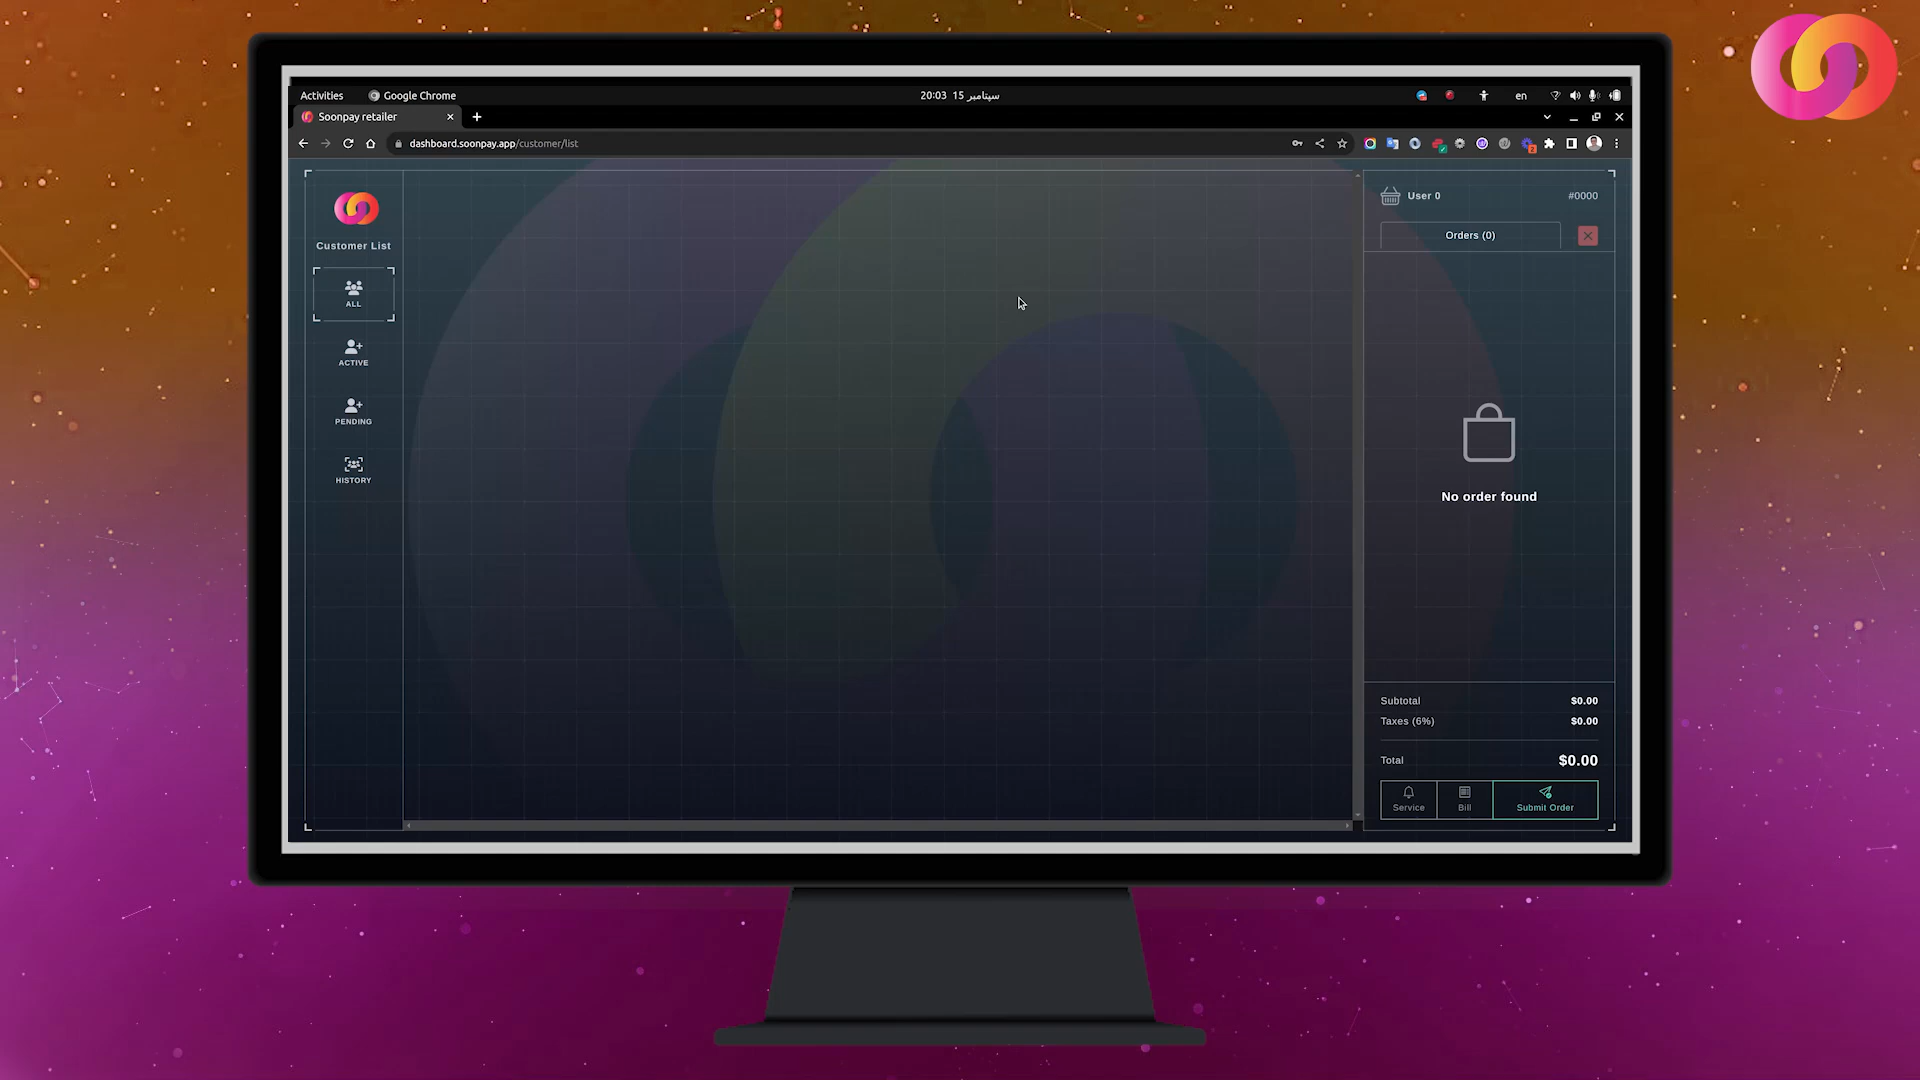 Activities
Google Chrome
20:03 15 سپتامبر
en
Soonpay retailer
dashboard.soonpay.app/customer/list
Customer List
ALL
ACTIVE
PENDING
HISTORY
User 0
#0000
Orders (0)
No order found
Subtotal
$0.00
Taxes (6%)
$0.00
Total
$0.00
Service
Bill
Submit Order